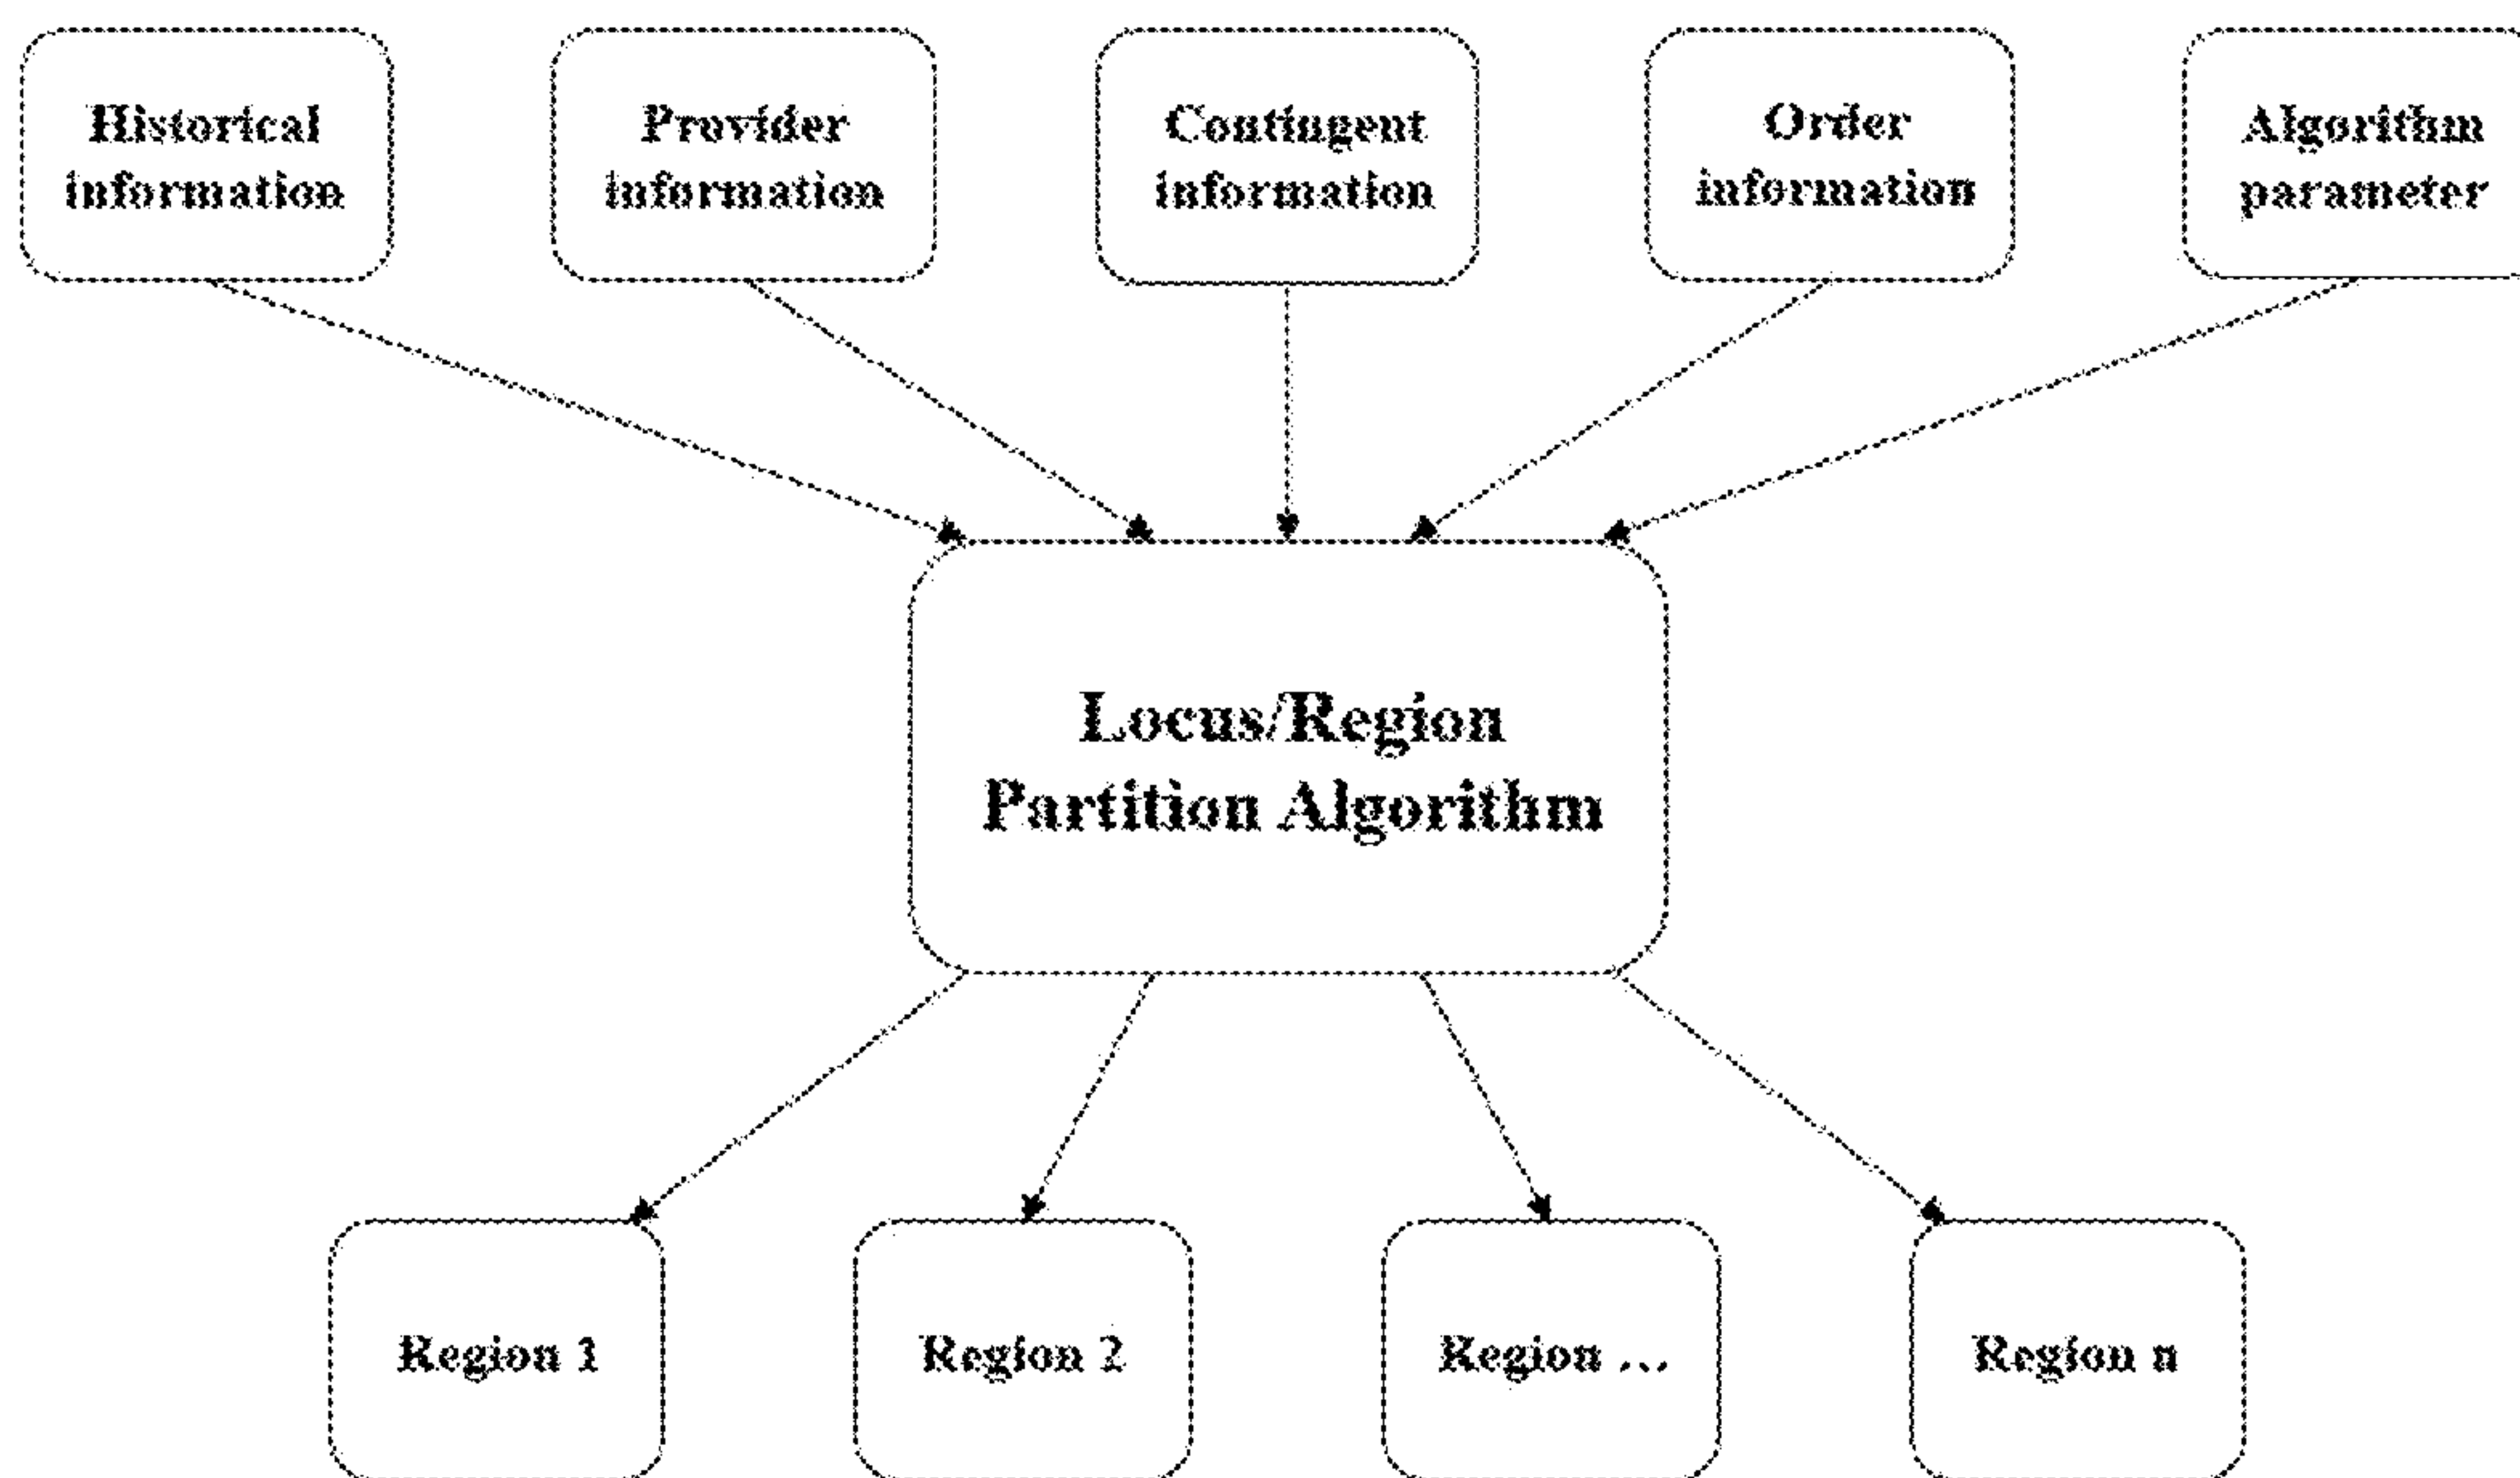 Historical
information
Provider
information
Contingent
information
Order
information
Algorithm
parameter
Locus/Region
Partition Algorithm
Region 1
Region 2
Region ...
Region n